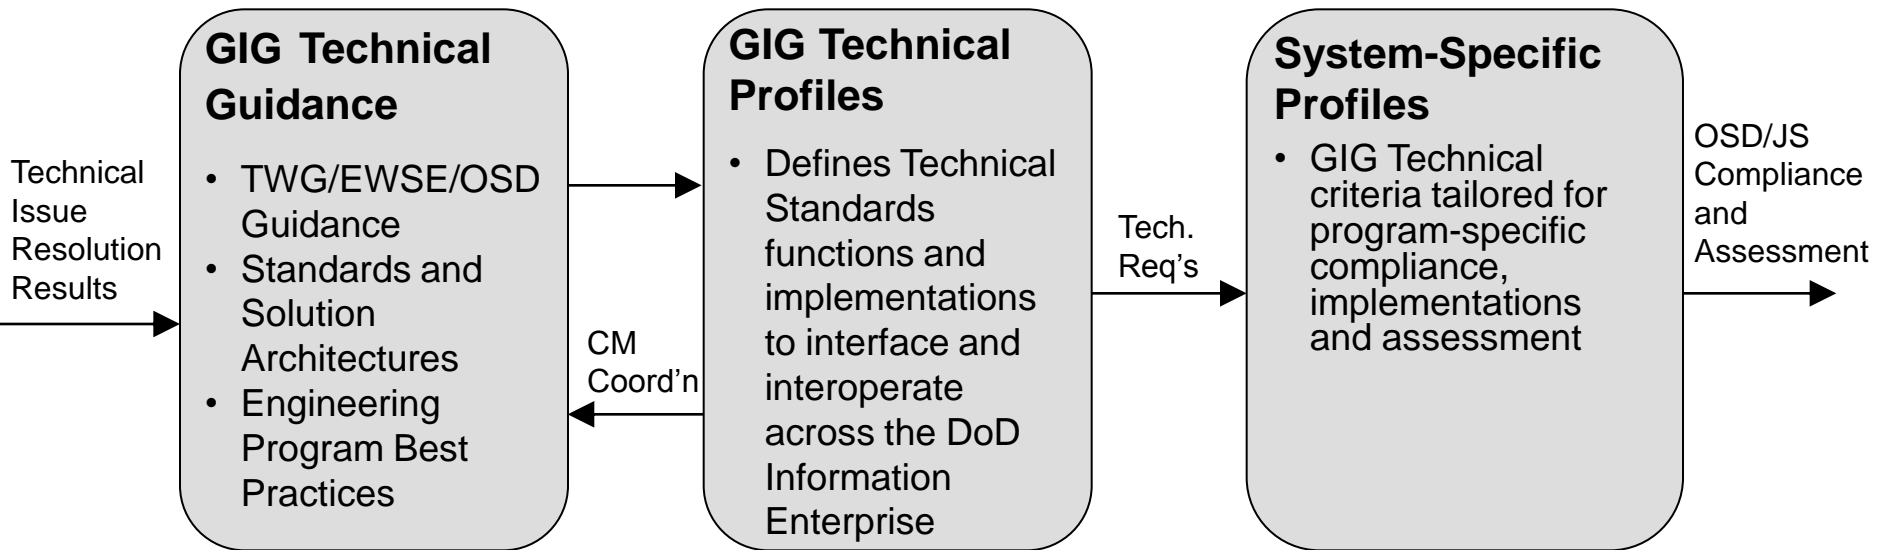 Technical
Issue
Resolution
Results
GIG Technical
Guidance
• TWG/EWSE/OSD
Guidance
• Standards and
Solution
Architectures
• Engineering
Program Best
Practices
CM
Coord’n
GIG Technical
Profiles
• Defines Technical
Standards
functions and
implementations
to interface and
interoperate
across the DoD
Information
Enterprise
Tech.
Req’s
System-Specific
Profiles
• GIG Technical
criteria tailored for
program-specific
compliance,
implementations
and assessment
OSD/JS
Compliance
and
Assessment